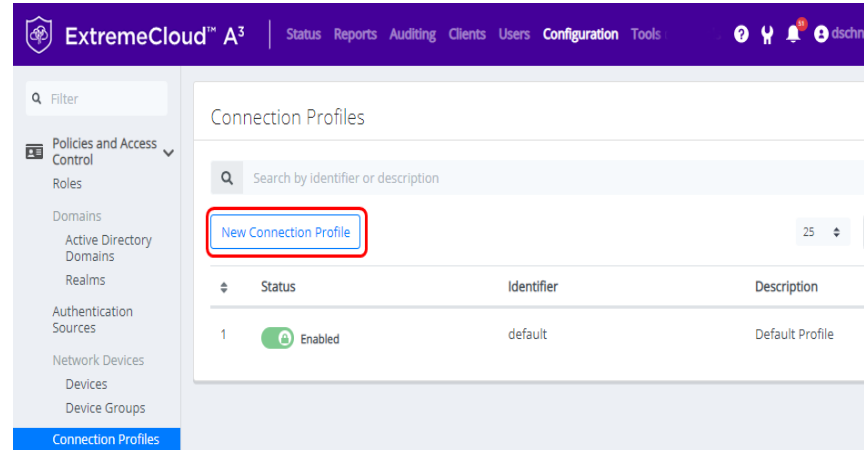 ExtremeCloud™ A³
Status Reports Auditing Clients Users Configuration Tools
53
dschn
Filter
Policies and Access
Control
Roles
Domains
Active Directory
Domains
Realms
Authentication
Sources
Network Devices
Devices
Device Groups
Connection Profiles
Connection Profiles
Search by identifier or description
New Connection Profile
25
Status Identifier Description
1 Enabled default Default Profile